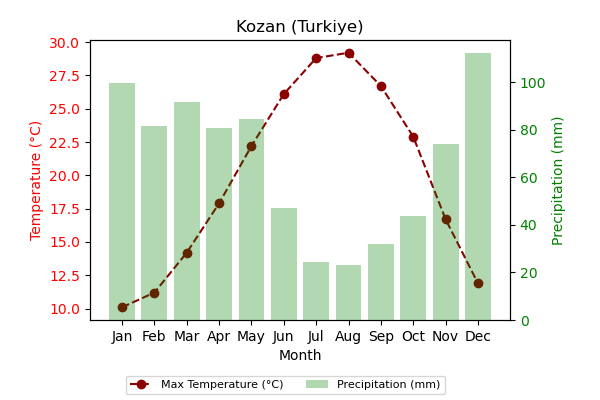 Kozan (Turkiye)
30.0
27.5
25.0
22.5
20.0
17.5
15.0
12.5
10.0
Temperature (°C)
100
80
60
40
20
0
Precipitation (mm)
Jan Feb Mar Apr May Jun Jul Aug Sep Oct Nov Dec
Month
Max Temperature (°C) Precipitation (mm)